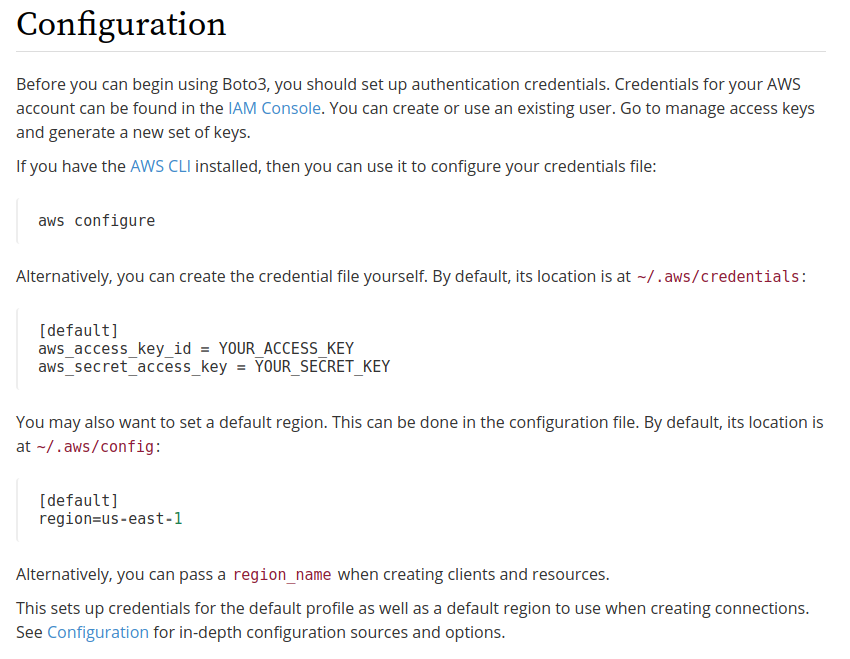 Configuration
Before you can begin using Boto3, you should set up authentication credentials. Credentials for your AWS
account can be found in the IAM Console. You can create or use an existing user. Go to manage access keys
and generate a new set of keys.
If you have the AWS CLI installed, then you can use it to configure your credentials file:
aws configure
Alternatively, you can create the credential file yourself. By default, its location is at ~/.aws/credentials:
[default]
aws_access_key_id = YOUR_ACCESS_KEY
aws_secret_access_key = YOUR_SECRET_KEY
You may also want to set a default region. This can be done in the configuration file. By default, its location is
at ~/.aws/config:
[default]
region=us-east-1
Alternatively, you can pass a region_name when creating clients and resources.
This sets up credentials for the default profile as well as a default region to use when creating connections.
See Configuration for in-depth configuration sources and options.